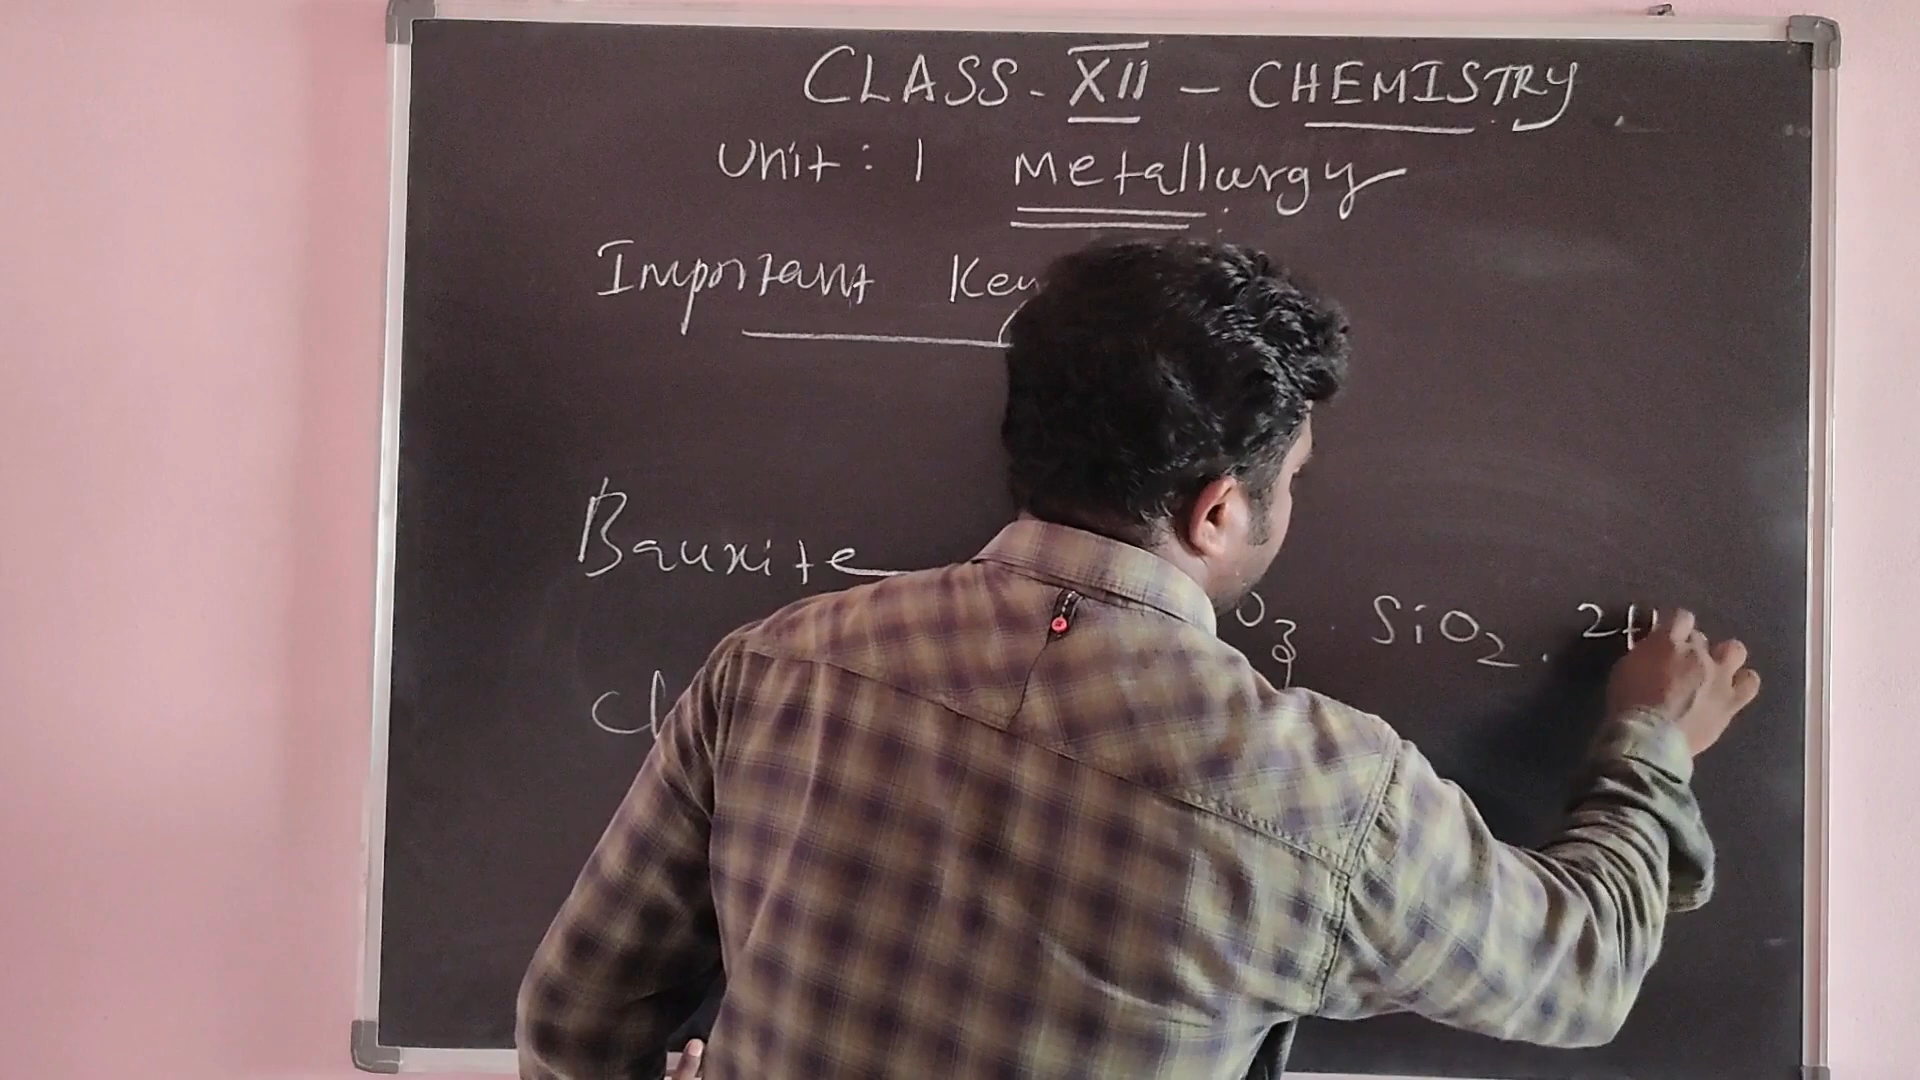 CLASS - XII - CHEMISTRY
Unit : 1 Metallurgy
Important Key
Bauxite
O3 . SiO2 . 2H